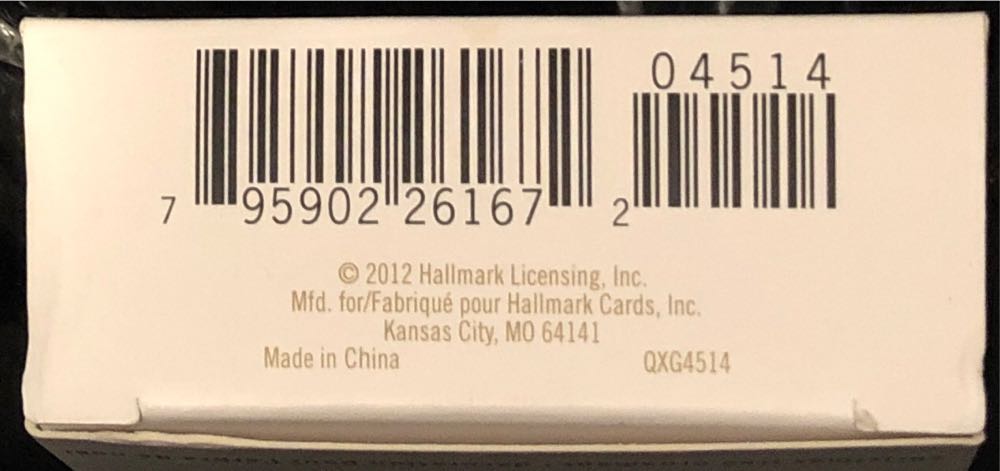 04514
7 95902 26167 2
© 2012 Hallmark Licensing, Inc.
Mfd. for/Fabriqué pour Hallmark Cards, Inc.
Kansas City, MO 64141
Made in China QXG4514